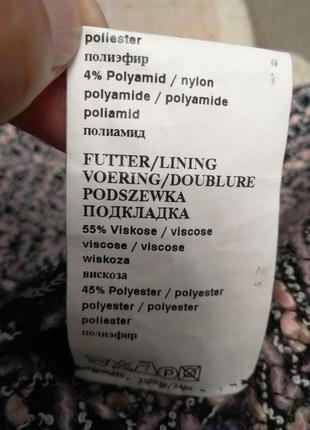 poliester
полиэфир
4% Polyamid / nylon
polyamide / polyamide
poliamid
полиамид
FUTTER/LINING
VOERING/DOUBLURE
PODSZEWKA
ПОДКЛАДКА
55% Viskose / viscose
viscose / viscose
wiskoza
вискоза
45% Polyester / polyester
polyester / polyester
poliester
полиэфир
P